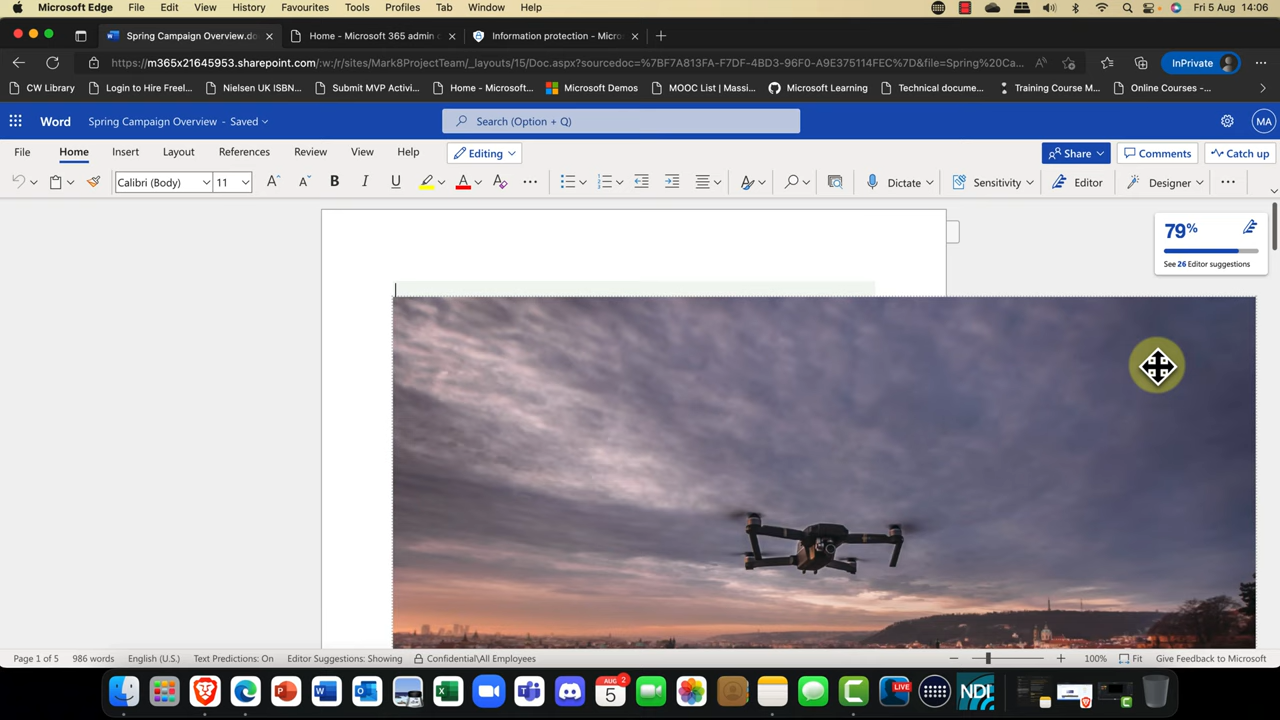 Microsoft Edge File Edit View History Favourites Tools Profiles Tab Window Help Fri 5 Aug 14:06
Spring Campaign Overview.do Home - Microsoft 365 admin c Information protection - Micro
https://m365x21645953.sharepoint.com/:w:/r/sites/Mark8ProjectTeam/_layouts/15/Doc.aspx?sourcedoc=%7BF7A813FA-F7DF-4BD3-96F0-A9E375114FEC%7D&file=Spring%20Ca... InPrivate
CW Library Login to Hire Freel... Nielsen UK ISBN... Submit MVP Activi... Home - Microsoft... Microsoft Demos MOOC List | Massi... Microsoft Learning Technical docume... Training Course M... Online Courses -...
Word Spring Campaign Overview - Saved Search (Option + Q) MA
File Home Insert Layout References Review View Help Editing Share Comments Catch up
Calibri (Body) 11 A A B I U A A Dictate Sensitivity Editor Designer
79%
See 26 Editor suggestions
Page 1 of 5 986 words English (U.S.) Text Predictions: On Editor Suggestions: Showing Confidential\All Employees 100% Fit Give Feedback to Microsoft
AUG 2
5
LIVE
NDI